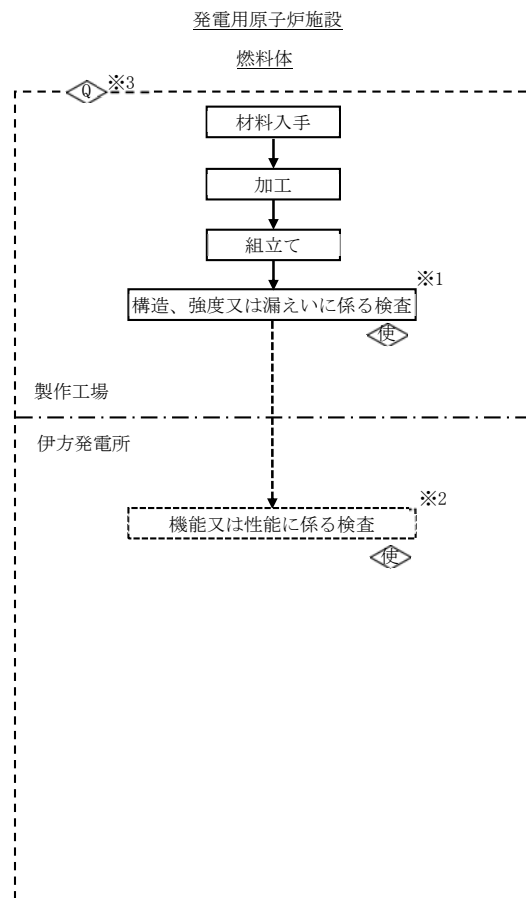 発電用原子炉施設
燃料体
Q ※3
材料入手
加工
組立て
※1
構造、強度又は漏えいに係る検査
使
製作工場
伊方発電所
※2
機能又は性能に係る検査
使